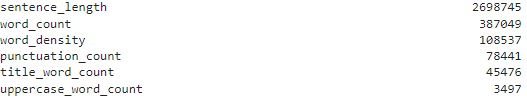 sentence_length 2698745
word_count 387049
word_density 108537
punctuation_count 78441
title_word_count 45476
uppercase_word_count 3497